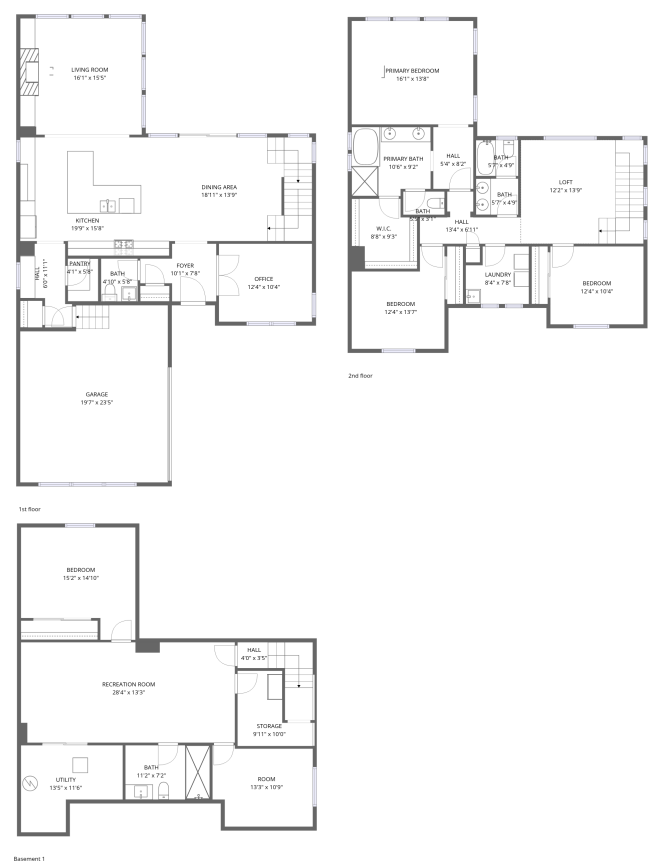 LIVING ROOM
16'1" x 15'5"
DINING AREA
18'11" x 13'9"
KITCHEN
19'9" x 15'8"
HALL
6'0" x 11'1"
PANTRY
4'1" x 5'8"
BATH
4'10" x 5'8"
FOYER
10'1" x 7'8"
OFFICE
12'4" x 10'4"
GARAGE
19'7" x 23'5"
1st floor
PRIMARY BEDROOM
16'1" x 13'8"
PRIMARY BATH
10'6" x 9'2"
HALL
5'4" x 8'2"
BATH
5'7" x 4'9"
BATH
5'7" x 4'9"
LOFT
12'2" x 13'9"
BATH
5'5" x 3'1"
W.I.C.
8'8" x 9'3"
HALL
13'4" x 6'11"
LAUNDRY
8'4" x 7'8"
BEDROOM
12'4" x 10'4"
BEDROOM
12'4" x 13'7"
2nd floor
BEDROOM
15'2" x 14'10"
HALL
4'0" x 3'5"
RECREATION ROOM
28'4" x 13'3"
STORAGE
9'11" x 10'0"
UTILITY
13'5" x 11'6"
BATH
11'2" x 7'2"
ROOM
13'3" x 10'9"
Basement 1